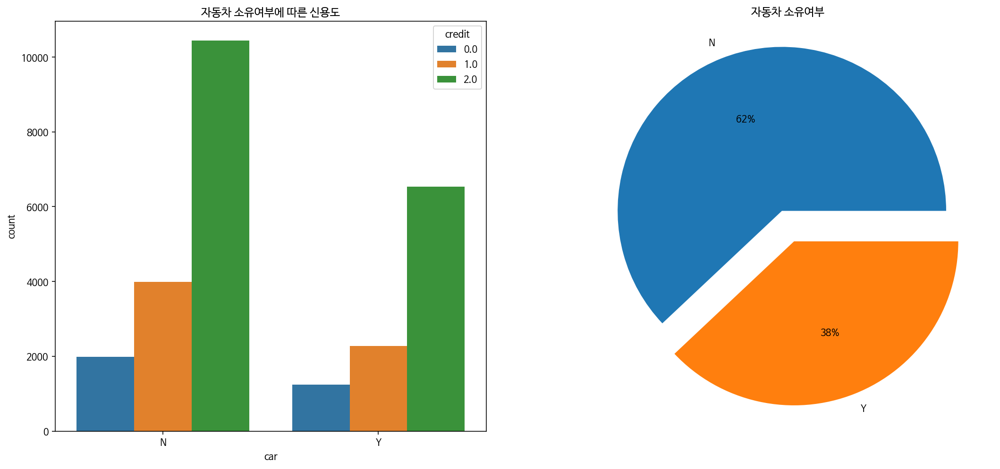 자동차 소유여부에 따른 신용도
credit
0.0
1.0
2.0
10000
8000
6000
4000
2000
0
count
N
Y
car
자동차 소유여부
N
62%
38%
Y